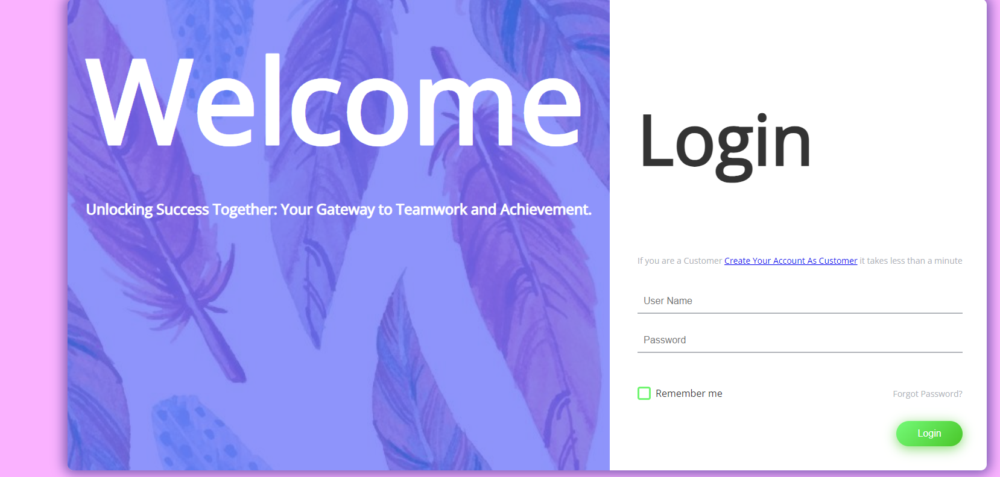 Welcome
Unlocking Success Together: Your Gateway to Teamwork and Achievement.
Login
If you are a Customer Create Your Account As Customer it takes less than a minute
User Name
Password
Remember me
Forgot Password?
Login